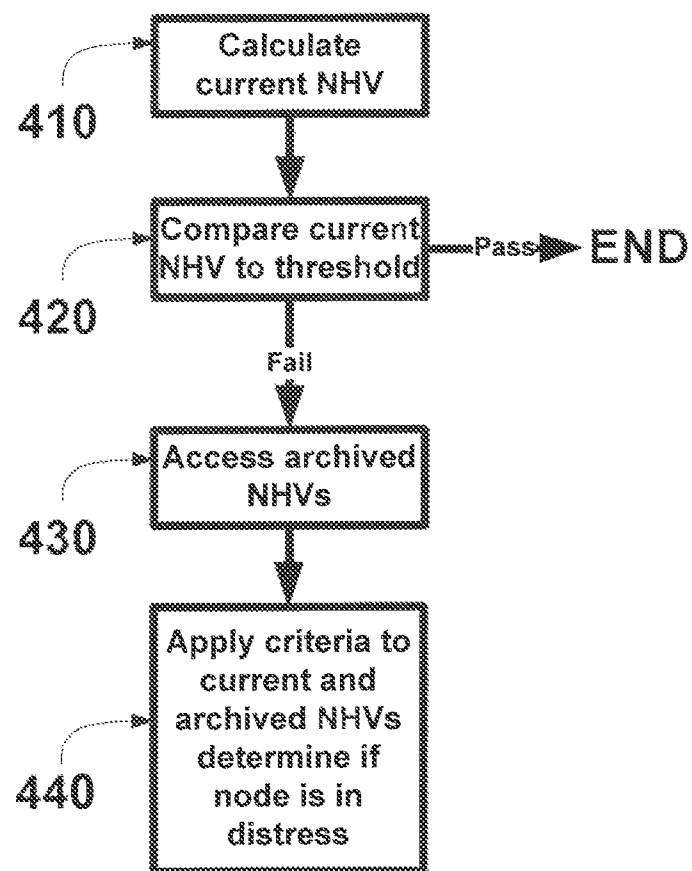 Calculate
current NHV
410
Compare current
NHV to threshold
Pass
END
420
Fail
Access archived
NHVs
430
Apply criteria to
current and
archived NHVs
determine if
node is in
distress
440